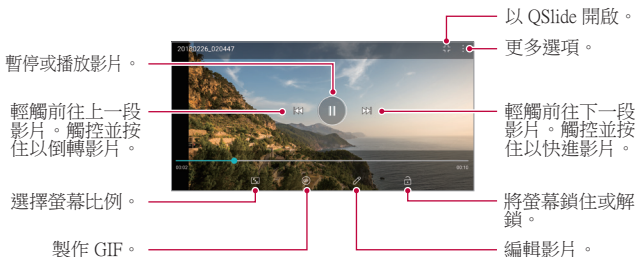 以 QSlide 開啟。
更多選項。
20120226_020447
暫停或播放影片。
輕觸前往上一段
影片。觸控並按
住以倒轉影片。
輕觸前往下一段
影片。觸控並按
住以快進影片。
00:02
00:10
選擇螢幕比例。
將螢幕鎖住或解
鎖。
製作 GIF。
編輯影片。